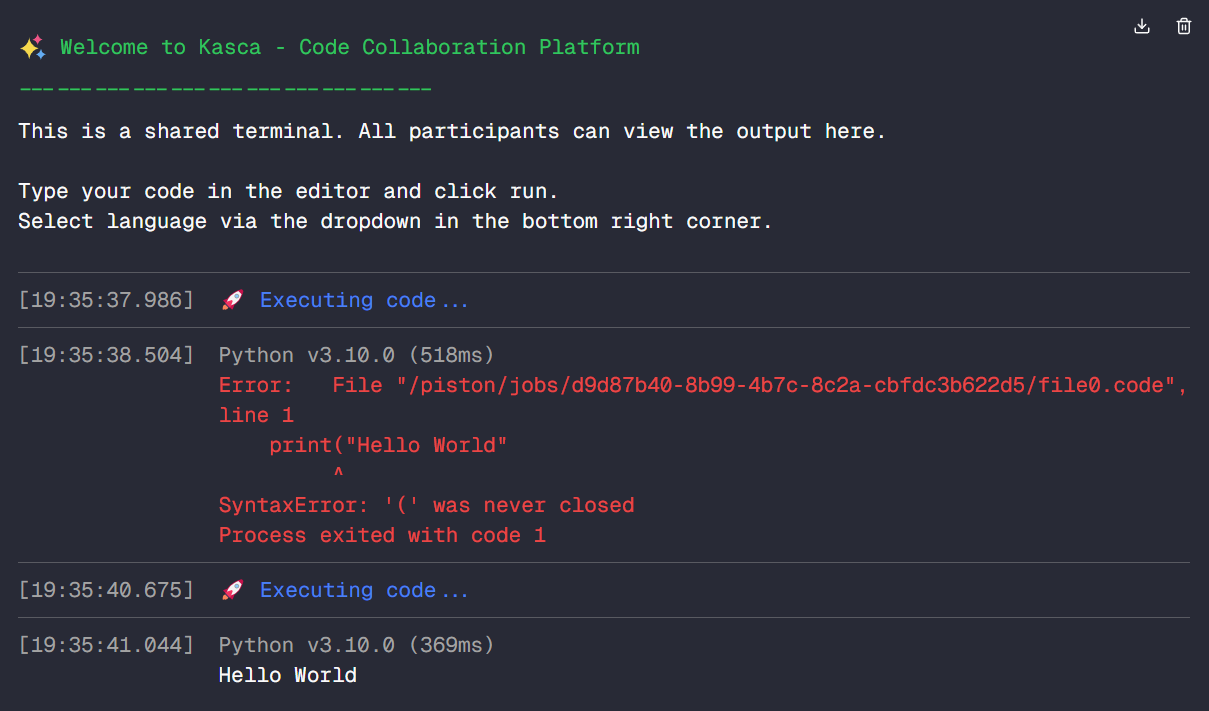 ✨ Welcome to Kasca - Code Collaboration Platform
---------------------------------
This is a shared terminal. All participants can view the output here.
Type your code in the editor and click run.
Select language via the dropdown in the bottom right corner.
[19:35:37.986] 🚀 Executing code...
[19:35:38.504] Python v3.10.0 (518ms)
Error:   File "/piston/jobs/d9d87b40-8b99-4b7c-8c2a-cbfdc3b622d5/file0.code",
line 1
    print("Hello World"
         ^
SyntaxError: '(' was never closed
Process exited with code 1
[19:35:40.675] 🚀 Executing code...
[19:35:41.044] Python v3.10.0 (369ms)
Hello World